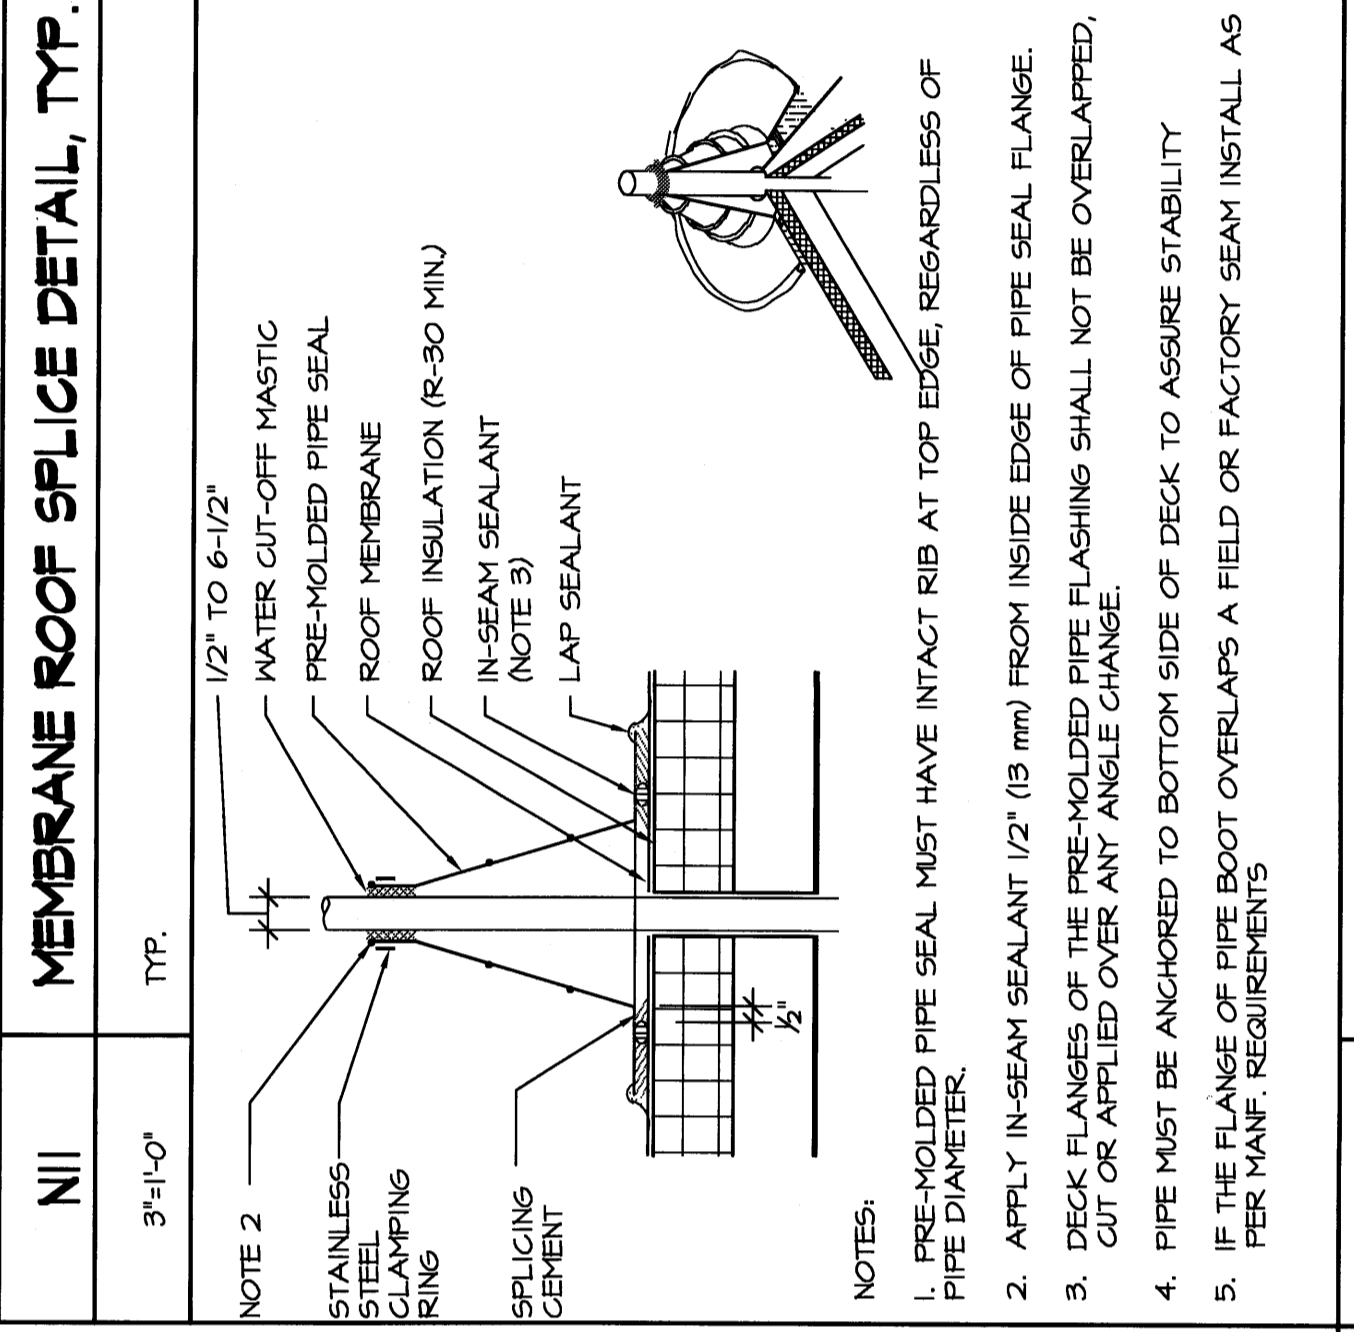 N11
MEMBRANE ROOF SPLICE DETAIL, TYP.
3"=1'-0"
TYP.
1/2" TO 6-1/2"
WATER CUT-OFF MASTIC
PRE-MOLDED PIPE SEAL
ROOF MEMBRANE
ROOF INSULATION (R-30 MIN.)
IN-SEAM SEALANT
(NOTE 3)
LAP SEALANT
NOTE 2
STAINLESS
STEEL
CLAMPING
RING
SPLICING
CEMENT
1/2"
NOTES:
1. PRE-MOLDED PIPE SEAL MUST HAVE INTACT RIB AT TOP EDGE, REGARDLESS OF
PIPE DIAMETER.
2. APPLY IN-SEAM SEALANT 1/2" (13 mm) FROM INSIDE EDGE OF PIPE SEAL FLANGE.
3. DECK FLANGES OF THE PRE-MOLDED PIPE FLASHING SHALL NOT BE OVERLAPPED,
CUT OR APPLIED OVER ANY ANGLE CHANGE.
4. PIPE MUST BE ANCHORED TO BOTTOM SIDE OF DECK TO ASSURE STABILITY
5. IF THE FLANGE OF PIPE BOOT OVERLAPS A FIELD OR FACTORY SEAM INSTALL AS
PER MANF. REQUIREMENTS